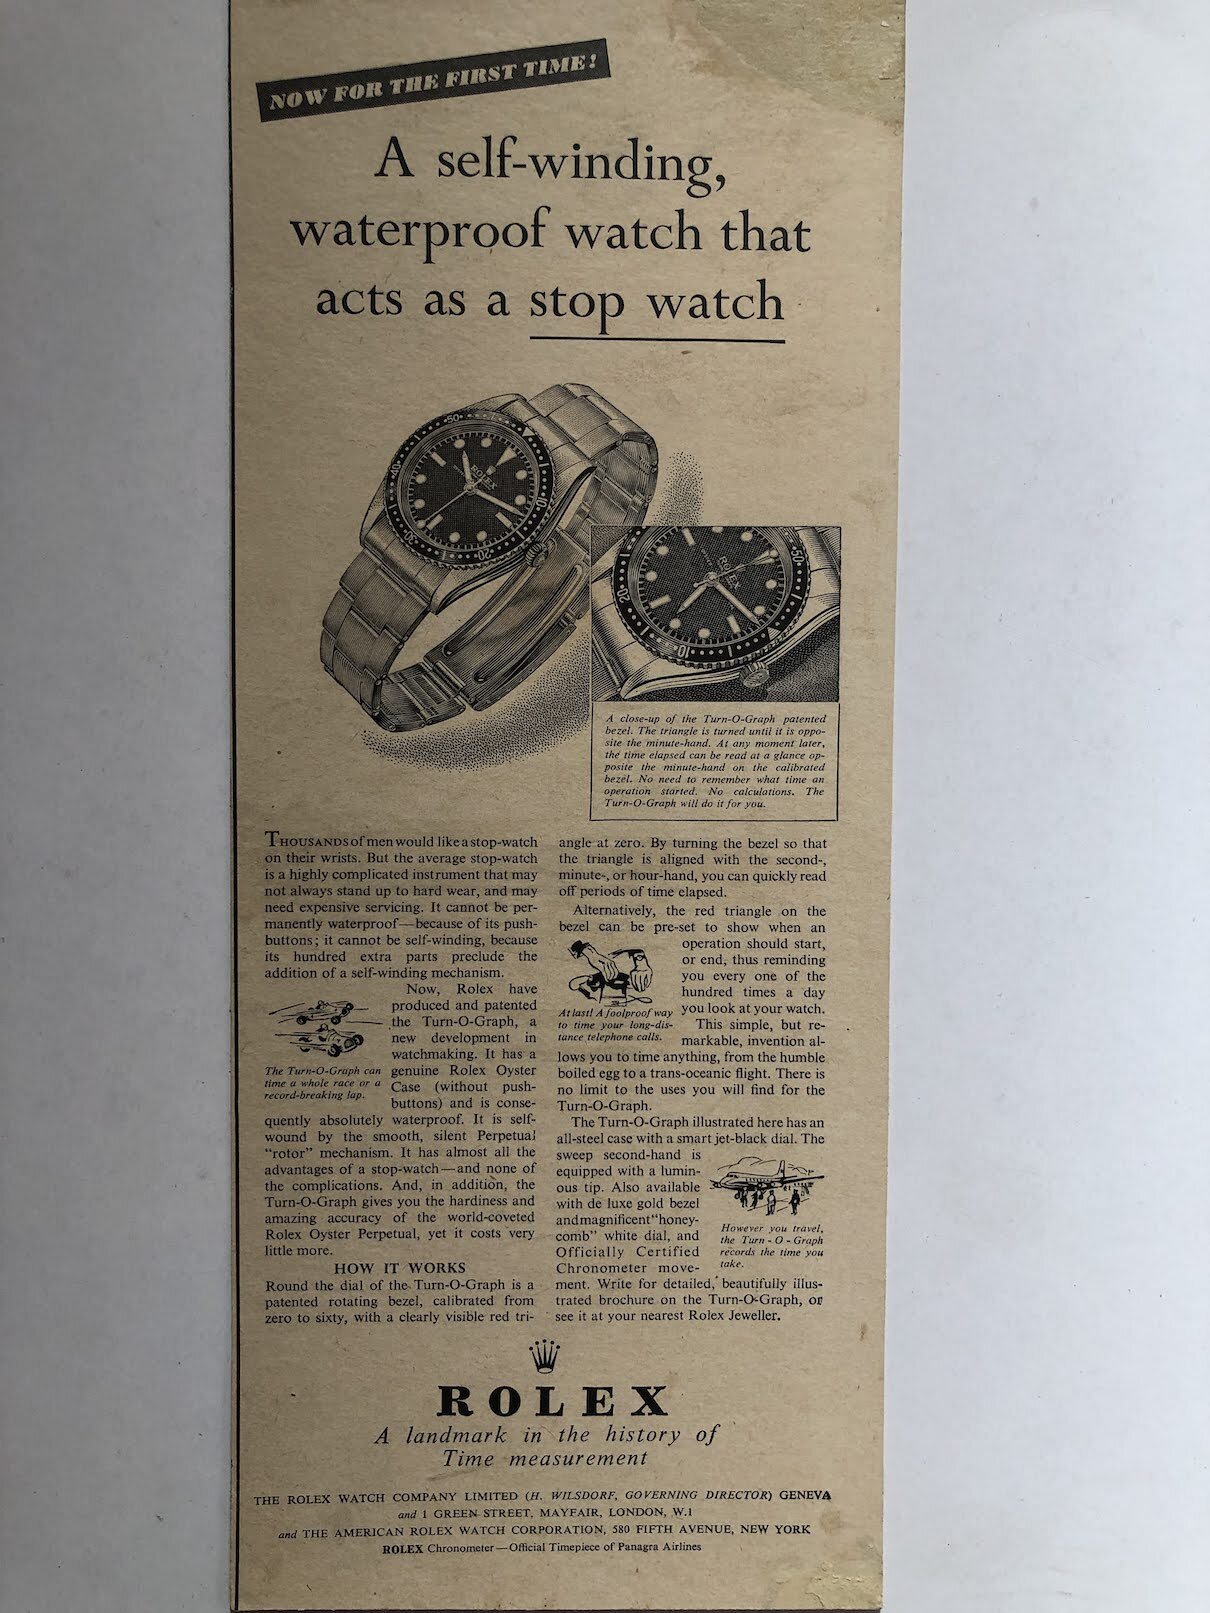 NOW FOR THE FIRST TIME!
A self-winding,
waterproof watch that
acts as a stop watch
50
40
30
20
10
ROLEX
20
10
50
ROLEX
A close-up of the Turn-O-Graph patented
bezel. The triangle is turned until it is oppo-
site the minute-hand. At any moment later,
the time elapsed can be read at a glance op-
posite the minute-hand on the calibrated
bezel. No need to remember what time an
operation started. No calculations. The
Turn-O-Graph will do it for you.
THOUSANDS of men would like a stop-watch
on their wrists. But the average stop-watch
is a highly complicated instrument that may
not always stand up to hard wear, and may
need expensive servicing. It cannot be per-
manently waterproof—because of its push-
buttons; it cannot be self-winding, because
its hundred extra parts preclude the
addition of a self-winding mechanism.
Now, Rolex have
produced and patented
the Turn-O-Graph, a
new development in
watchmaking. It has a
genuine Rolex Oyster
Case (without push-
buttons) and is conse-
The Turn-O-Graph can
time a whole race or a
record-breaking lap.
quently absolutely waterproof. It is self-
wound by the smooth, silent Perpetual
"rotor" mechanism. It has almost all the
advantages of a stop-watch—and none of
the complications. And, in addition, the
Turn-O-Graph gives you the hardiness and
amazing accuracy of the world-coveted
Rolex Oyster Perpetual, yet it costs very
little more.
HOW IT WORKS
Round the dial of the Turn-O-Graph is a
patented rotating bezel, calibrated from
zero to sixty, with a clearly visible red tri-
angle at zero. By turning the bezel so that
the triangle is aligned with the second-,
minute-, or hour-hand, you can quickly read
off periods of time elapsed.
Alternatively, the red triangle on the
bezel can be pre-set to show when an
operation should start,
or end, thus reminding
you every one of the
hundred times a day
you look at your watch.
This simple, but re-
markable, invention al-
At last! A foolproof way
to time your long-dis-
tance telephone calls.
lows you to time anything, from the humble
boiled egg to a trans-oceanic flight. There is
no limit to the uses you will find for the
Turn-O-Graph.
The Turn-O-Graph illustrated here has an
all-steel case with a smart jet-black dial. The
sweep second-hand is
equipped with a lumin-
ous tip. Also available
with de luxe gold bezel
and magnificent "honey-
comb" white dial, and
Officially Certified
Chronometer move-
However you travel,
the Turn-O-Graph
records the time you
take.
ment. Write for detailed, beautifully illus-
trated brochure on the Turn-O-Graph, or
see it at your nearest Rolex Jeweller.
ROLEX
A landmark in the history of
Time measurement
THE ROLEX WATCH COMPANY LIMITED (H. WILSDORF, GOVERNING DIRECTOR) GENEVA
and 1 GREEN STREET, MAYFAIR, LONDON, W.1
and THE AMERICAN ROLEX WATCH CORPORATION, 580 FIFTH AVENUE, NEW YORK
ROLEX Chronometer—Official Timepiece of Panagra Airlines